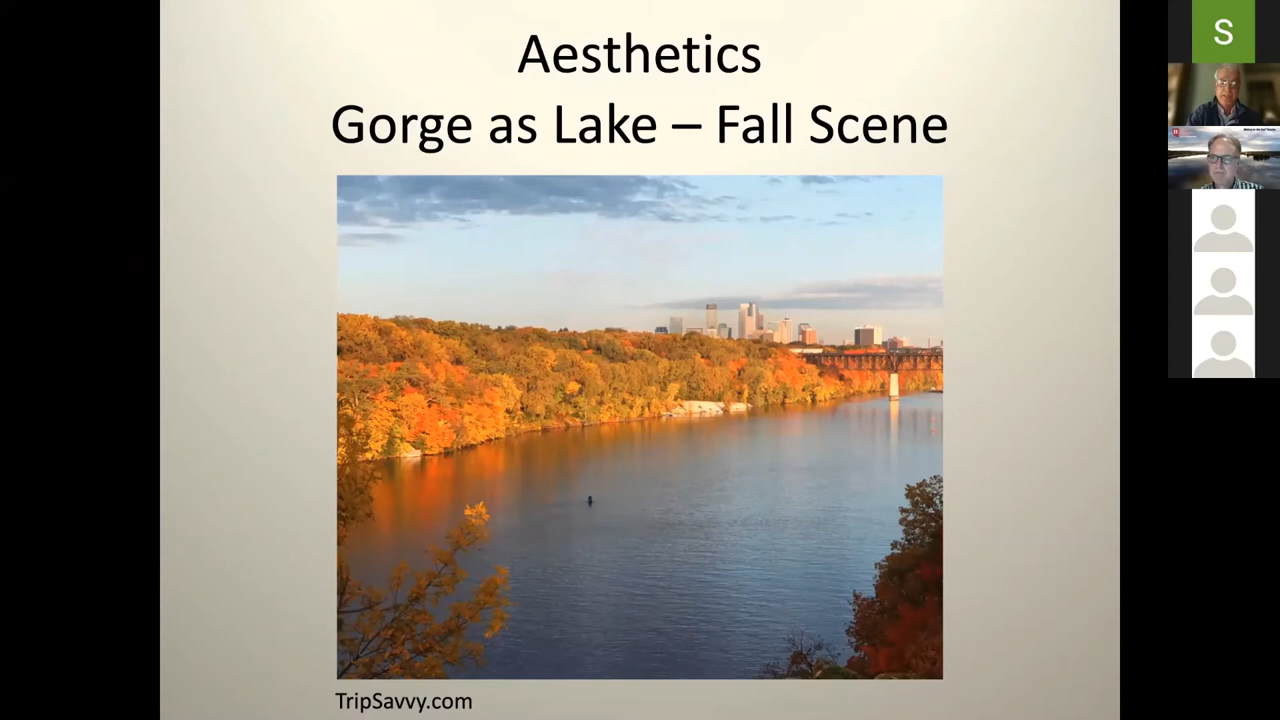 Aesthetics
Gorge as Lake – Fall Scene
TripSavvy.com
S